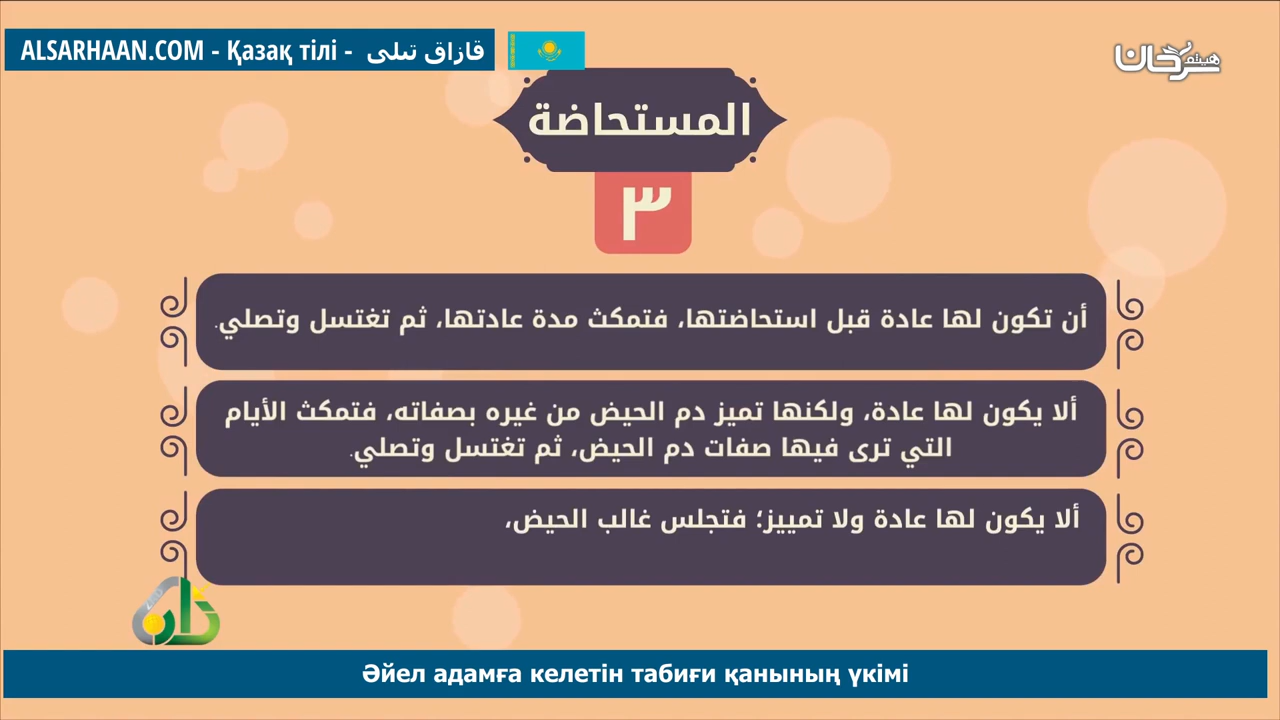 ALSARHAAN.COM - Қазақ тілі - قازاق تىلى
هيثم سرحان
المستحاضة
٣
أن تكون لها عادة قبل استحاضتها، فتمكث مدة عادتها، ثم تغتسل وتصلي.
ألا يكون لها عادة، ولكنها تميز دم الحيض من غيره بصفاته، فتمكث الأيام
التي ترى فيها صفات دم الحيض، ثم تغتسل وتصلي.
ألا يكون لها عادة ولا تمييز؛ فتجلس غالب الحيض،
Әйел адамға келетін табиғи қанының үкімі